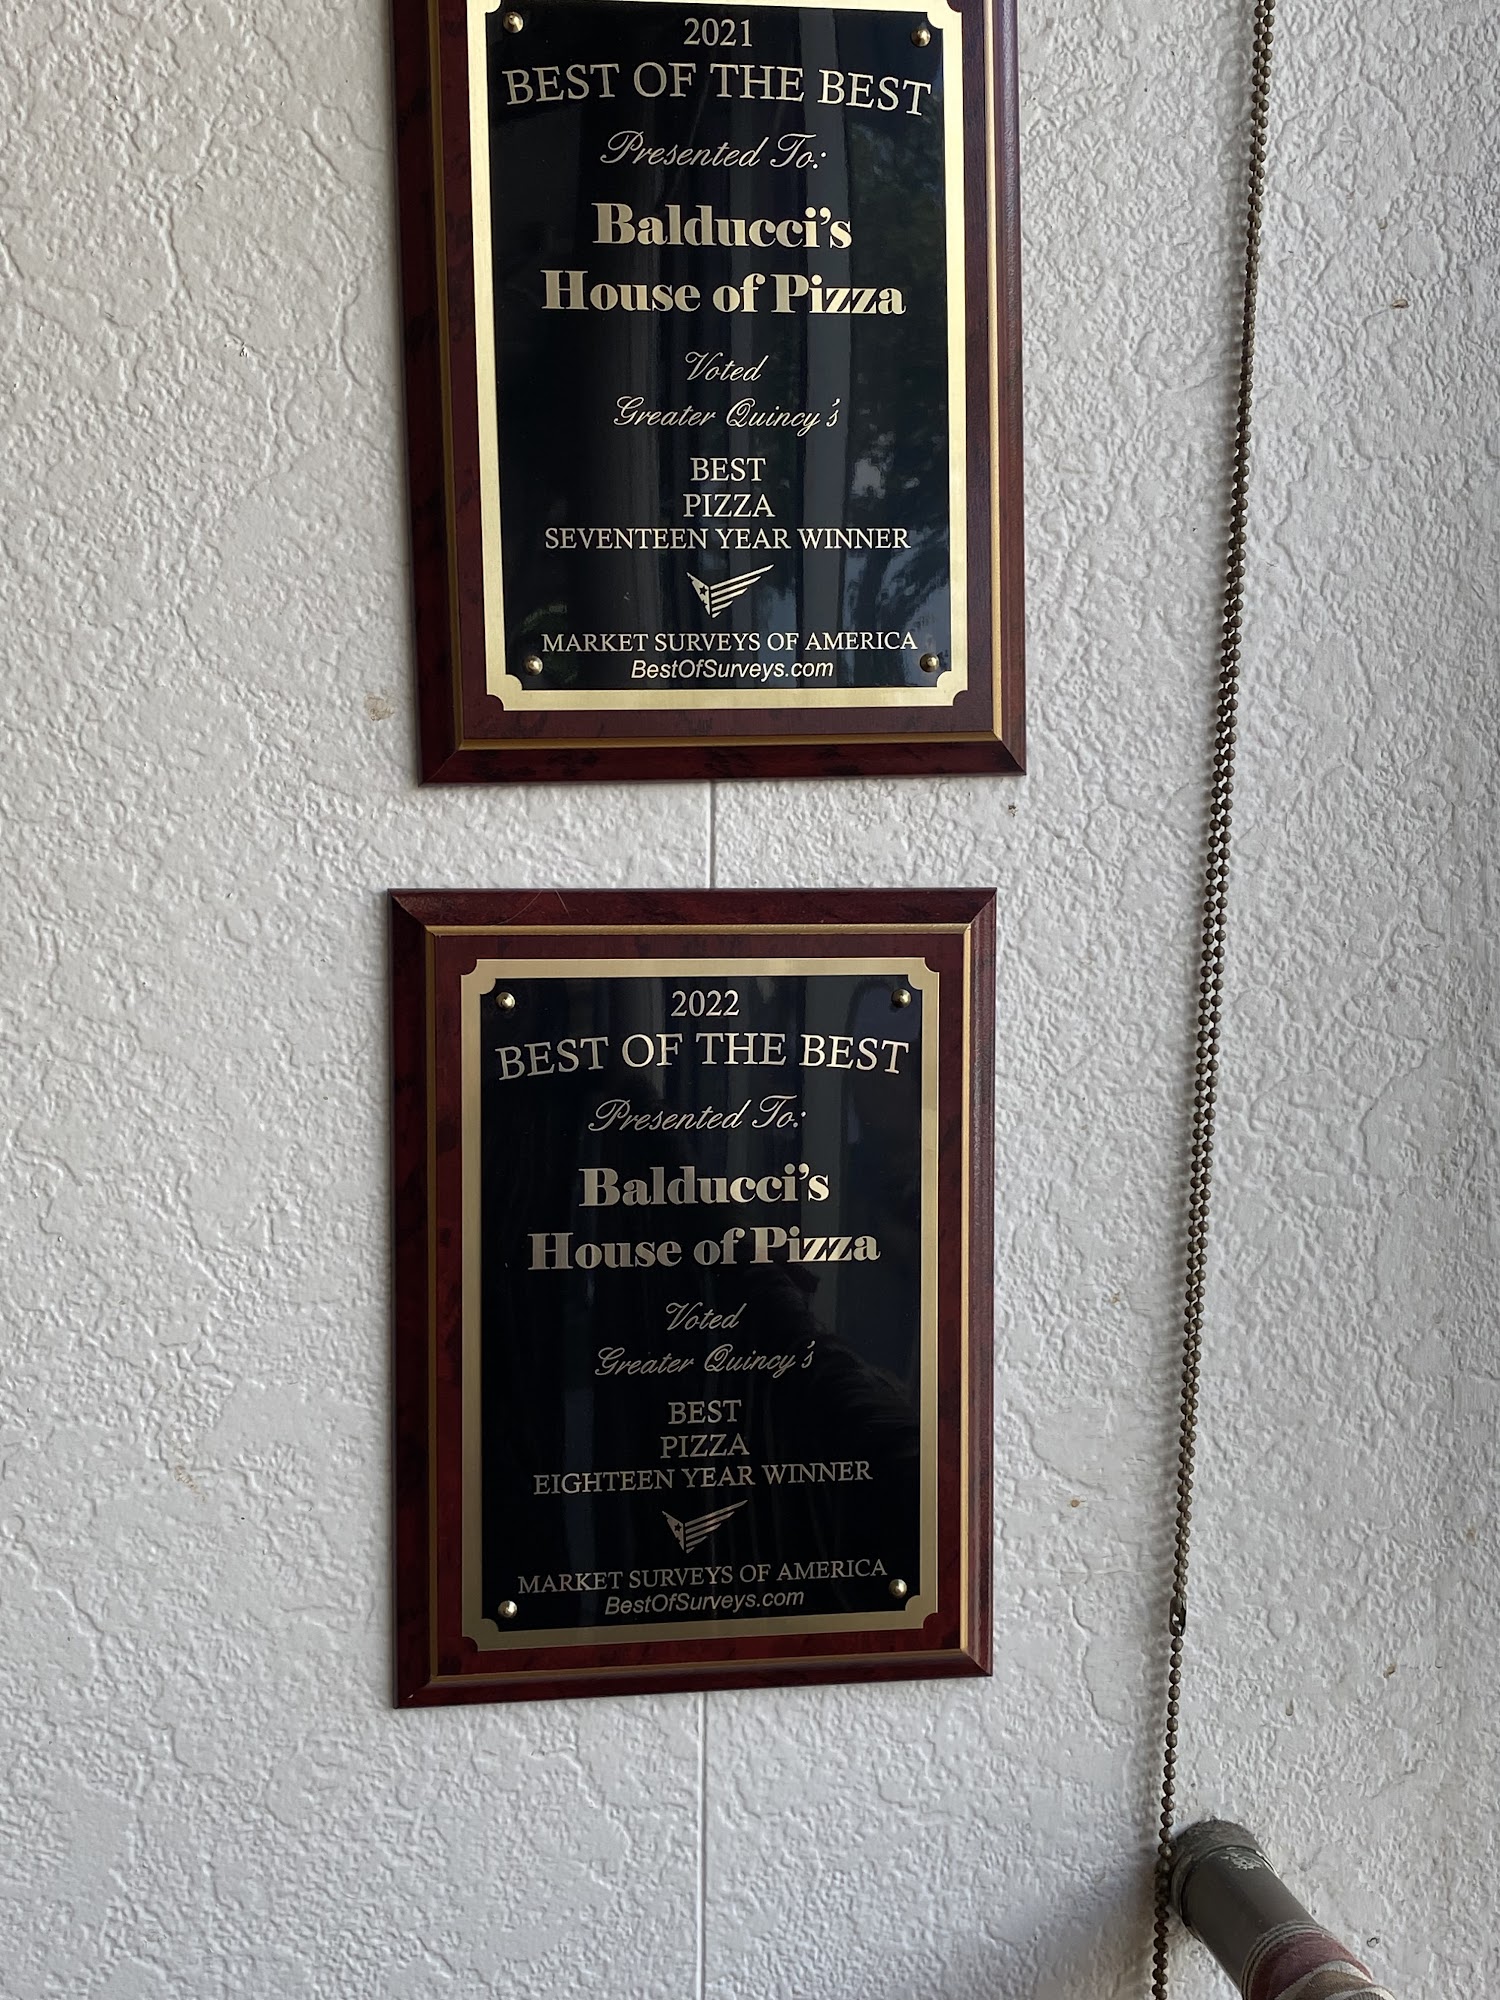 2021
BEST OF THE BEST
Presented To:
Balducci's
House of Pizza
Voted
Greater Quincy's
BEST
PIZZA
SEVENTEEN YEAR WINNER
MARKET SURVEYS OF AMERICA
BestOfSurveys.com
2022
BEST OF THE BEST
Presented To:
Balducci's
House of Pizza
Voted
Greater Quincy's
BEST
PIZZA
EIGHTEEN YEAR WINNER
MARKET SURVEYS OF AMERICA
BestOfSurveys.com